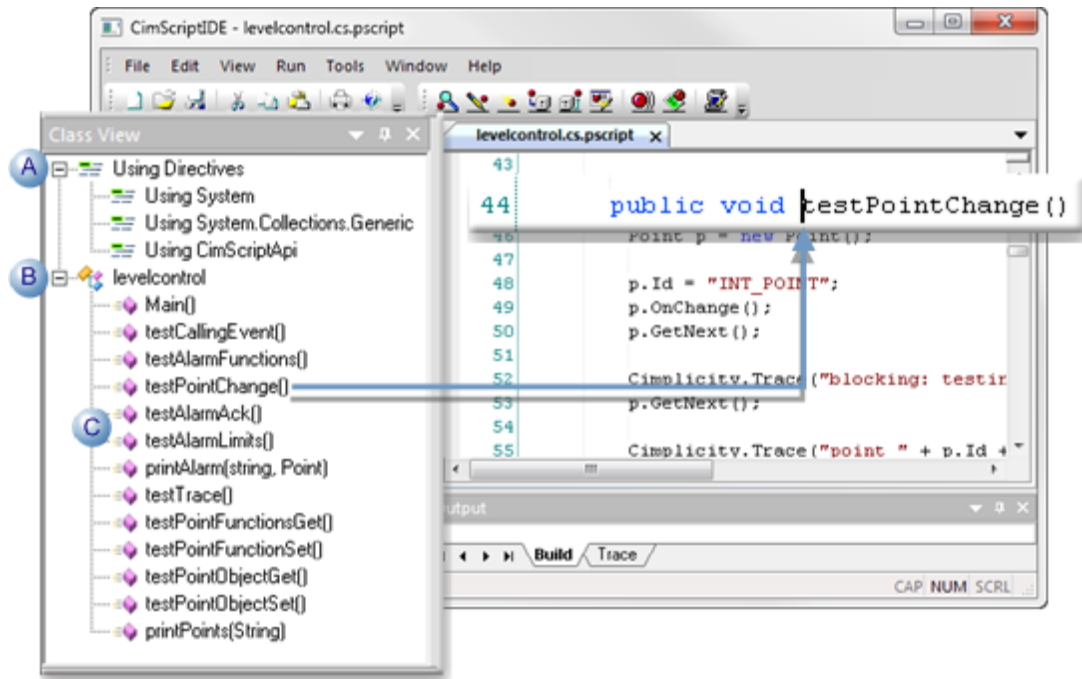 CimScriptIDE - levelcontrol.cs.pscript
File Edit View Run Tools Window Help
Class View
A
Using Directives
Using System
Using System.Collections.Generic
Using CimScriptApi
B
levelcontrol
Main()
testCallingEvent()
testAlarmFunctions()
testPointChange()
testAlarmAck()
C
testAlarmLimits()
printAlarm(string, Point)
testTrace()
testPointFunctionsGet()
testPointFunctionSet()
testPointObjectGet()
testPointObjectSet()
printPoints(String)
levelcontrol.cs.pscript
43
44 public void testPointChange()
46 Point p = new Point();
47
48 p.Id = "INT_POINT";
49 p.OnChange();
50 p.GetNext();
51
52 Cimplicity.Trace("blocking: testin
53 p.GetNext();
54
55 Cimplicity.Trace("point " + p.Id +
utput
Build Trace
CAP NUM SCRL